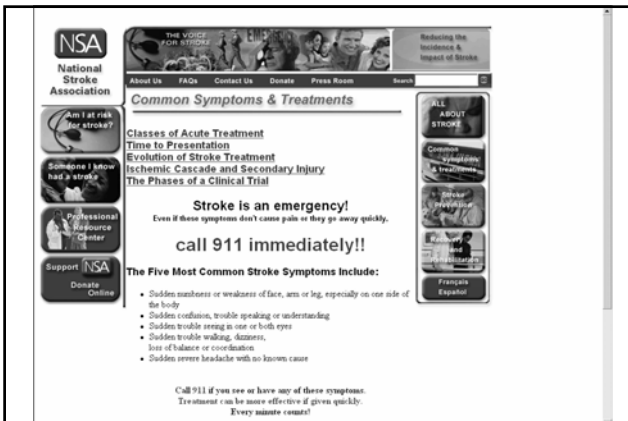 NSA
National
Stroke
Association
THE VOICE
FOR STROKE
EMERGE
Reducing the
Incidence &
Impact of Stroke
About Us FAQs Contact Us Donate Press Room Search
Am I at risk
for stroke?
Someone I know
had a stroke
Professional
Resource
Center
Support NSA
Donate
Online
Common Symptoms & Treatments
Classes of Acute Treatment
Time to Presentation
Evolution of Stroke Treatment
Ischemic Cascade and Secondary Injury
The Phases of a Clinical Trial
Stroke is an emergency!
Even if these symptoms don't cause pain or they go away quickly.
call 911 immediately!!
The Five Most Common Stroke Symptoms Include:
• Sudden numbness or weakness of face, arm or leg, especially on one side of
the body
• Sudden confusion, trouble speaking or understanding
• Sudden trouble seeing in one or both eyes
• Sudden trouble walking, dizziness,
loss of balance or coordination
• Sudden severe headache with no known cause
Call 911 if you see or have any of these symptoms.
Treatment can be more effective if given quickly.
Every minute counts!
ALL
ABOUT
STROKE
Common
symptoms
& treatments
Stroke
Prevention
Recovery
and
Rehabilitation
Français
Español